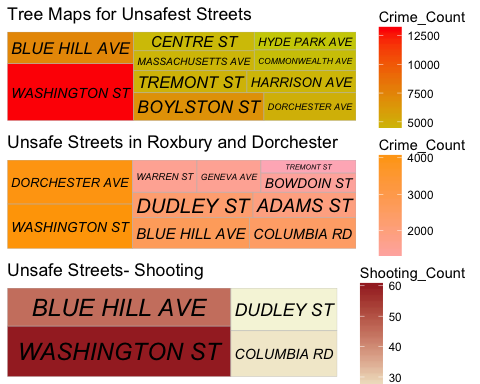 Tree Maps for Unsafest Streets
Crime_Count
BLUE HILL AVE
CENTRE ST
HYDE PARK AVE
MASSACHUSETTS AVE
COMMONWEALTH AVE
WASHINGTON ST
TREMONT ST
HARRISON AVE
BOYLSTON ST
DORCHESTER AVE
12500
10000
7500
5000
Unsafe Streets in Roxbury and Dorchester
Crime_Count
DORCHESTER AVE
WARREN ST
GENEVA AVE
TREMONT ST
BOWDOIN ST
WASHINGTON ST
DUDLEY ST
ADAMS ST
BLUE HILL AVE
COLUMBIA RD
4000
3000
2000
Unsafe Streets- Shooting
Shooting_Count
BLUE HILL AVE
DUDLEY ST
WASHINGTON ST
COLUMBIA RD
60
50
40
30